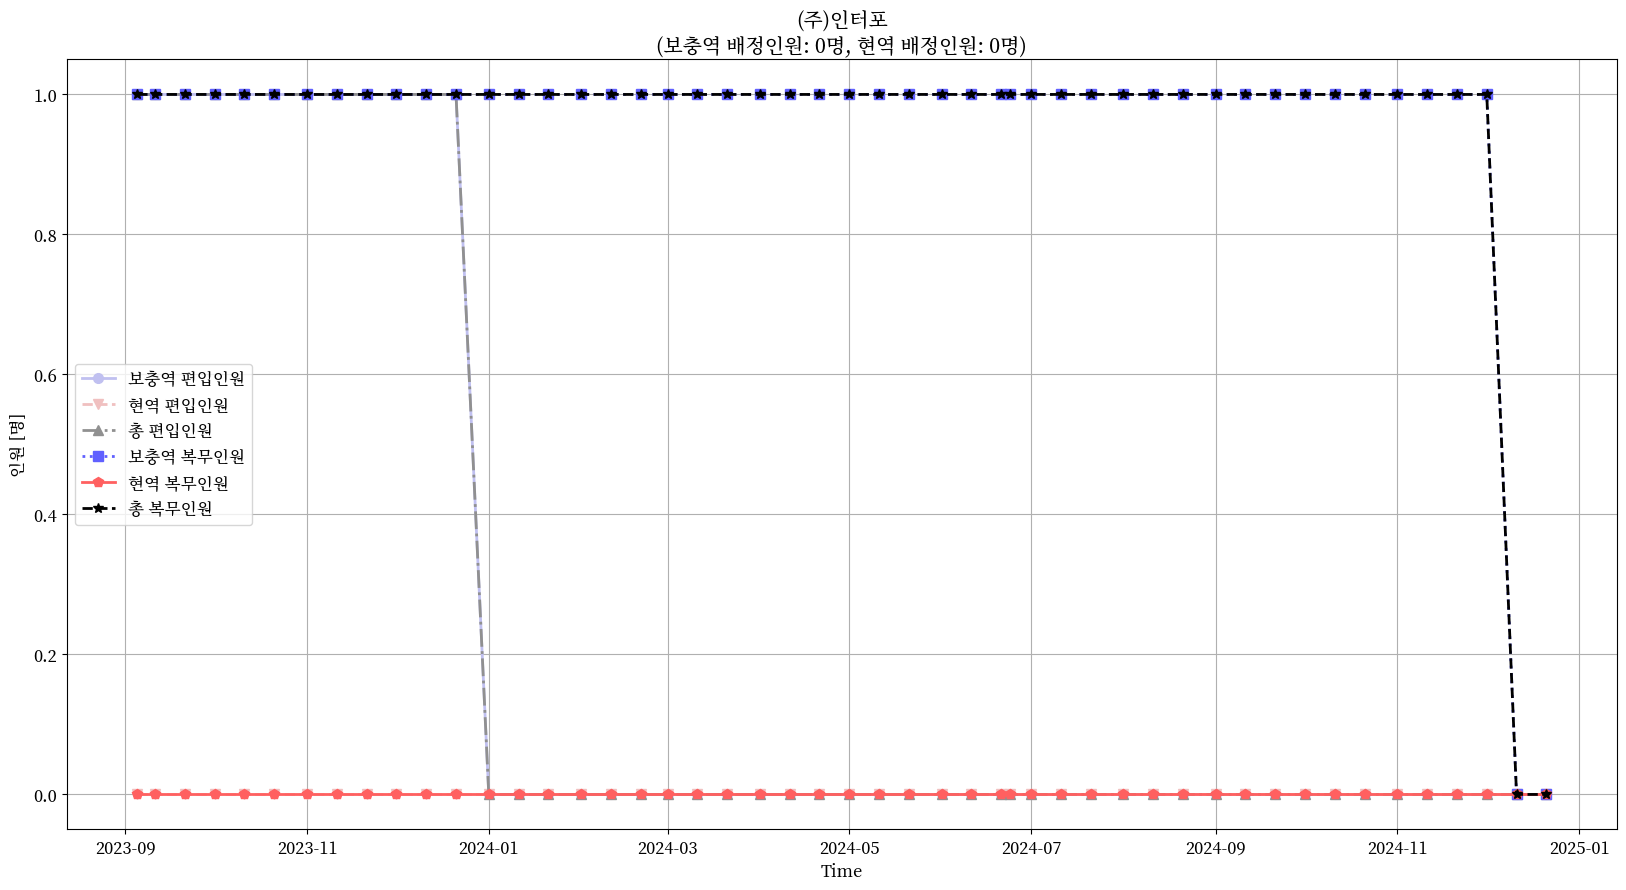 (주)인터포
(보충역 배정인원: 0명, 현역 배정인원: 0명)
인원 [명]
1.0
0.8
0.6
0.4
0.2
0.0
보충역 편입인원
현역 편입인원
총 편입인원
보충역 복무인원
현역 복무인원
총 복무인원
2023-09
2023-11
2024-01
2024-03
2024-05
2024-07
2024-09
2024-11
2025-01
Time